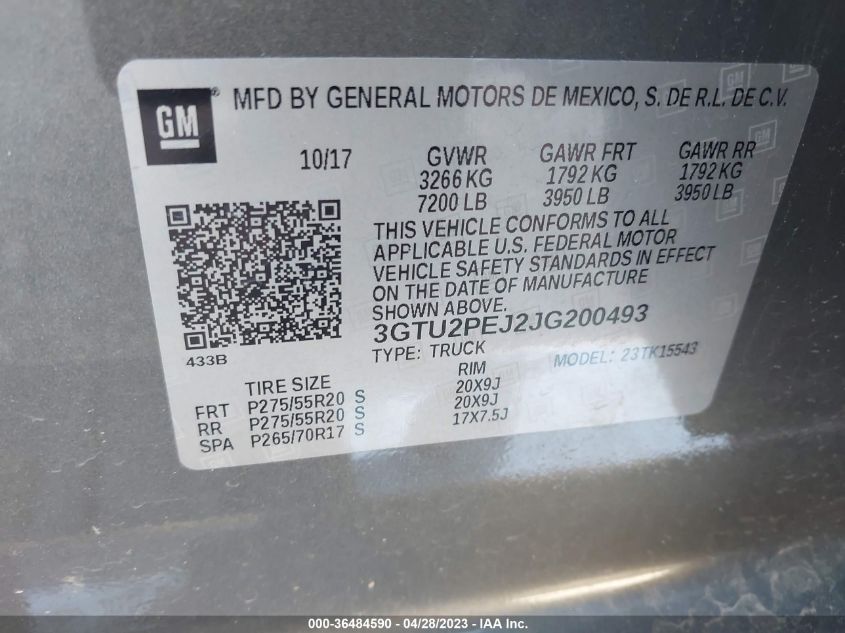 GM® MFD BY GENERAL MOTORS DE MEXICO, S. DE R.L. DE C.V.
10/17 GVWR GAWR FRT GAWR RR
3266 KG 1792 KG 1792 KG
7200 LB 3950 LB 3950 LB
THIS VEHICLE CONFORMS TO ALL
APPLICABLE U.S. FEDERAL MOTOR
VEHICLE SAFETY STANDARDS IN EFFECT
ON THE DATE OF MANUFACTURE
SHOWN ABOVE.
3GTU2PEJ2JG200493
433B TYPE: TRUCK MODEL: 23TK15543
TIRE SIZE RIM
FRT P275/55R20 S 20X9J
RR P275/55R20 S 20X9J
SPA P265/70R17 S 17X7.5J
000-36484590 - 04/28/2023 - IAA Inc.